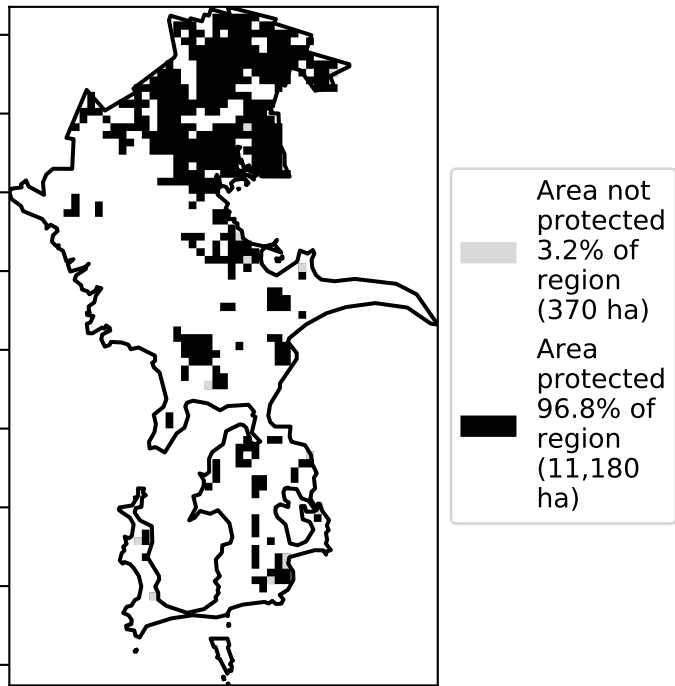 Area not
protected
3.2% of
region
(370 ha)
Area
protected
96.8% of
region
(11,180
ha)